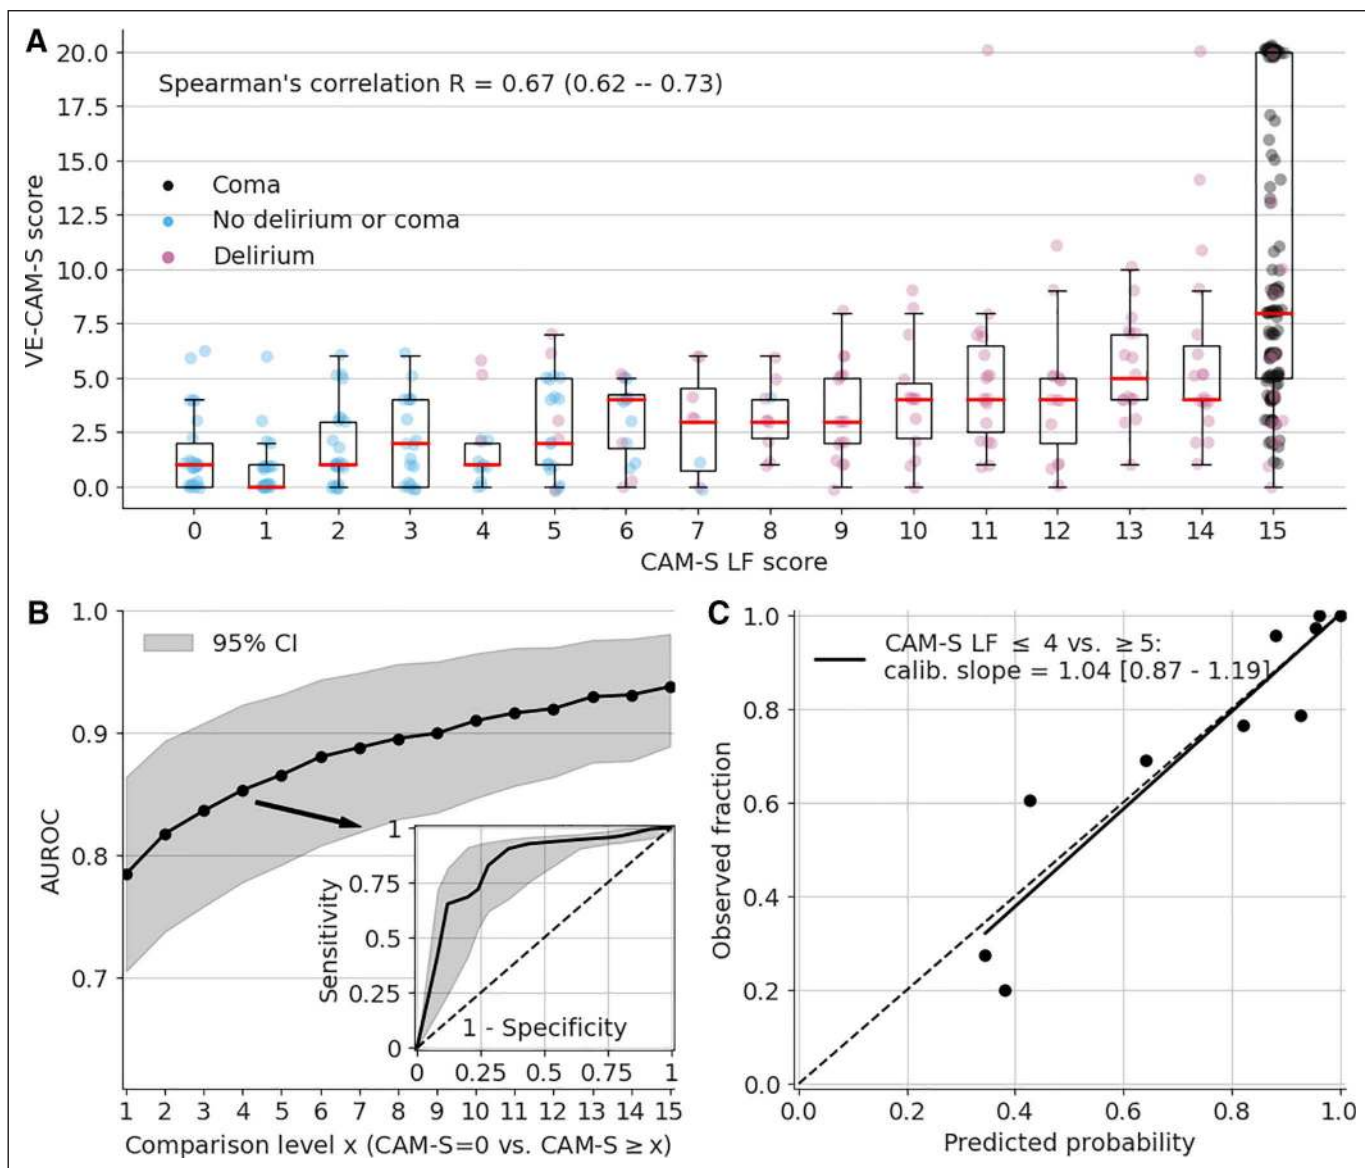 A
20.0
17.5
15.0
12.5
10.0
7.5
5.0
2.5
0.0
VE-CAM-S score
Spearman's correlation R = 0.67 (0.62 -- 0.73)
Coma
No delirium or coma
Delirium
0 1 2 3 4 5 6 7 8 9 10 11 12 13 14 15
CAM-S LF score
B
1.0
0.9
0.8
0.7
AUROC
95% CI
1
0.75
0.5
0.25
0
Sensitivity
1 - Specificity
0 0.25 0.5 0.75 1
1 2 3 4 5 6 7 8 9 10 11 12 13 14 15
Comparison level x (CAM-S=0 vs. CAM-S ≥ x)
C
1.0
0.8
0.6
0.4
0.2
0.0
Observed fraction
CAM-S LF ≤ 4 vs. ≥ 5:
calib. slope = 1.04 [0.87 - 1.19]
0.0 0.2 0.4 0.6 0.8 1.0
Predicted probability